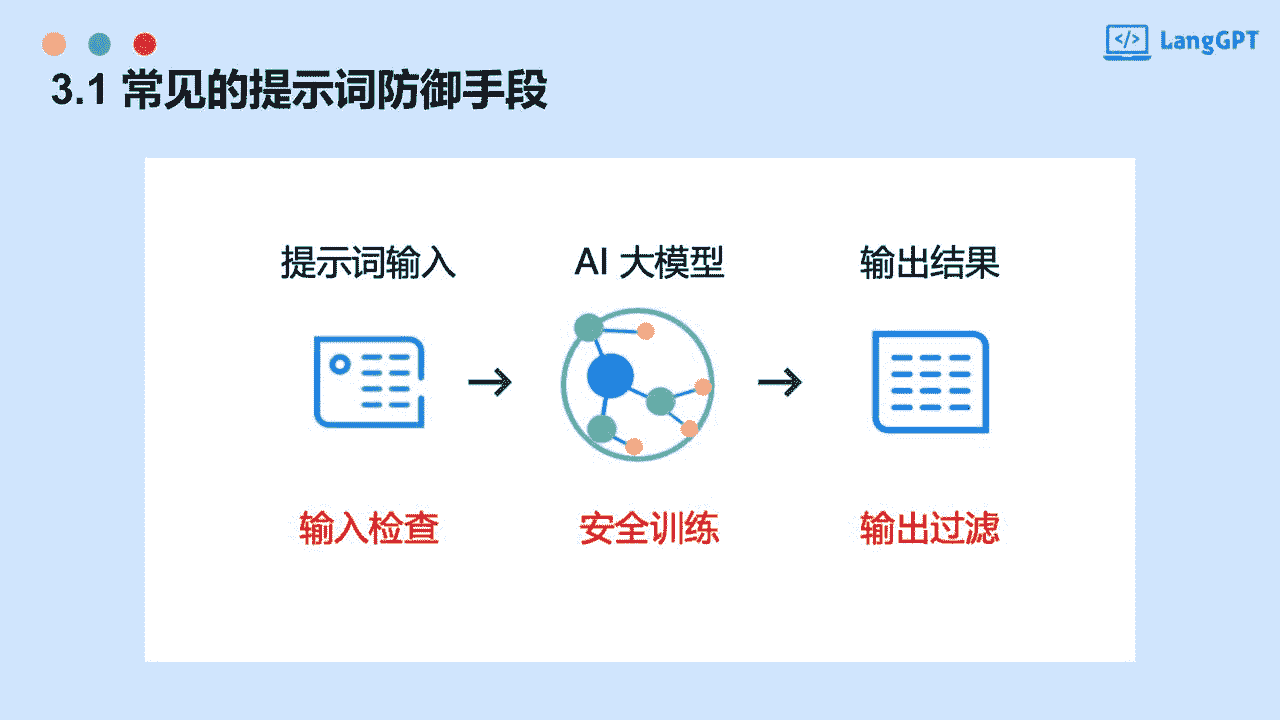 </> LangGPT
3.1 常见的提示词防御手段
提示词输入
AI 大模型
输出结果
输入检查
安全训练
输出过滤